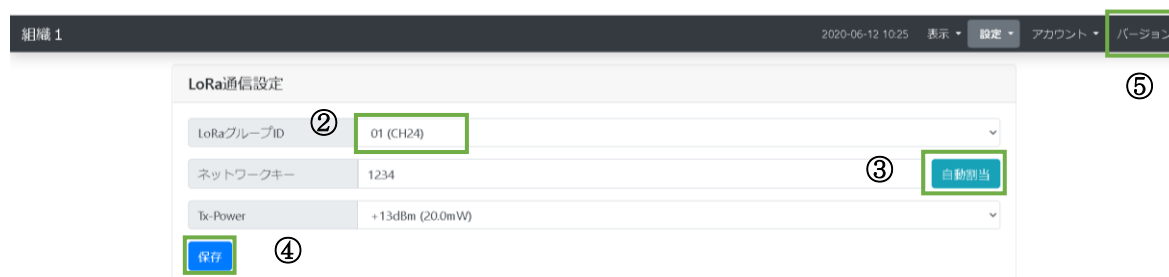 組織 1 2020-06-12 10:25 表示 設定 アカウント バージョン
⑤
LoRa通信設定
LoRaグループID ② 01 (CH24)
ネットワークキー 1234 ③ 自動割当
Tx-Power +13dBm (20.0mW)
保存 ④